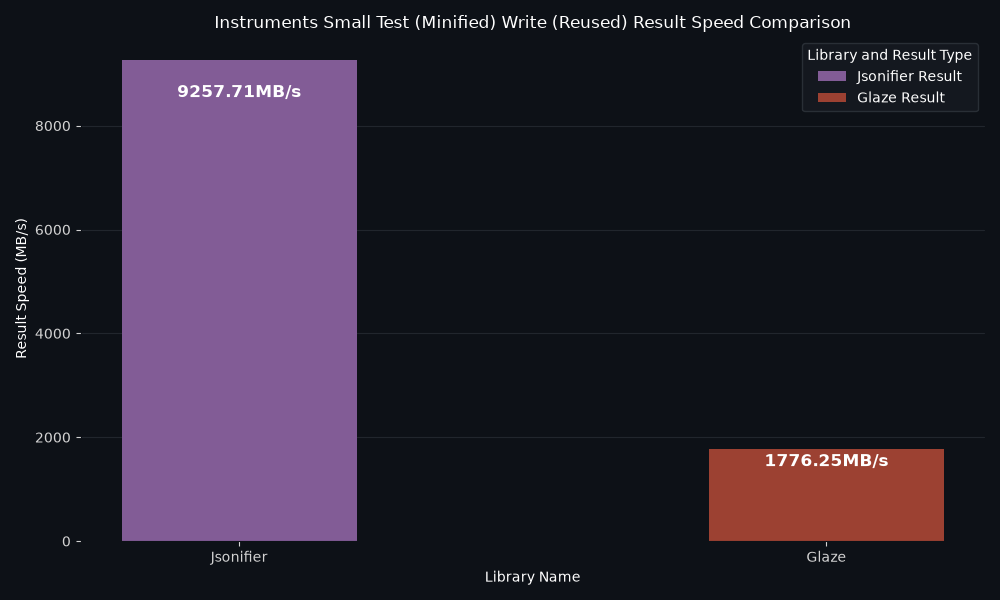 Instruments Small Test (Minified) Write (Reused) Result Speed Comparison
Library and Result Type
Jsonifier Result
Glaze Result
9257.71MB/s
1776.25MB/s
Result Speed (MB/s)
8000
6000
4000
2000
0
Jsonifier
Glaze
Library Name